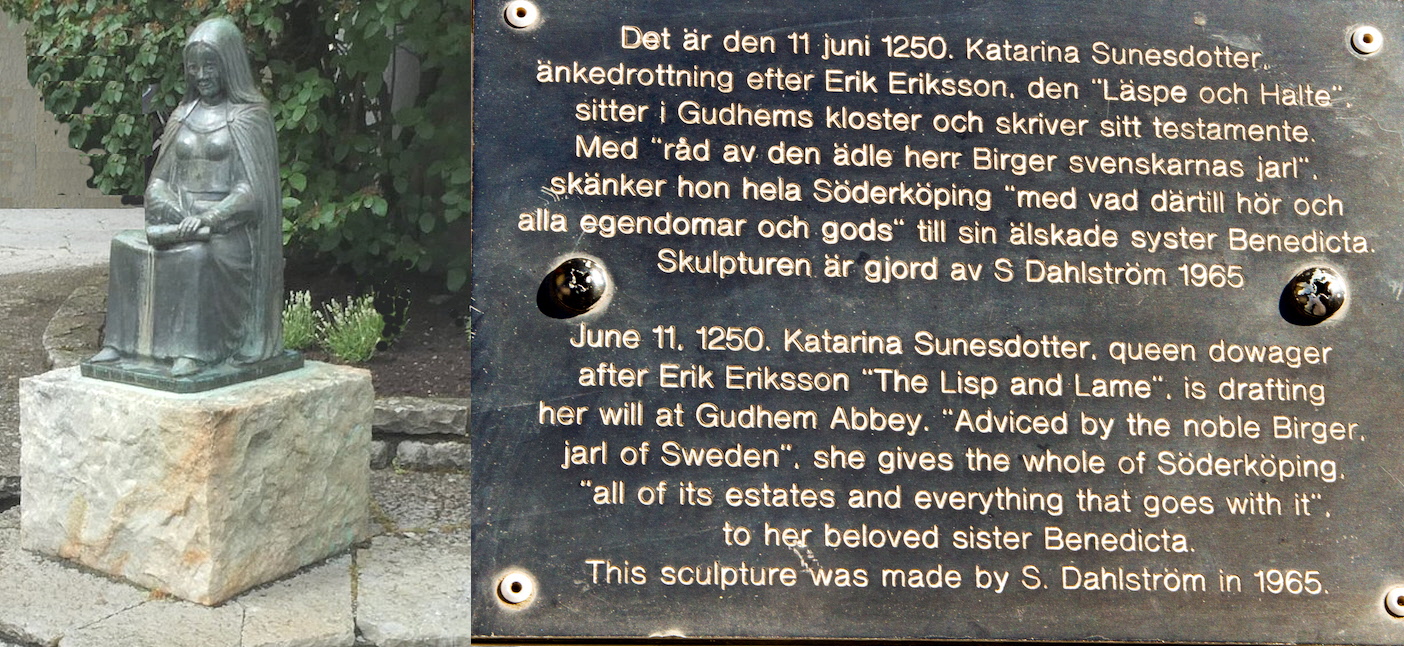 Det är den 11 juni 1250. Katarina Sunesdotter,
änkedrottning efter Erik Eriksson, den "Läspe och Halte",
sitter i Gudhems kloster och skriver sitt testamente.
Med "råd av den ädle herr Birger svenskarnas jarl",
skänker hon hela Söderköping "med vad därtill hör och
alla egendomar och gods" till sin älskade syster Benedicta.
Skulpturen är gjord av S Dahlström 1965
June 11, 1250. Katarina Sunesdotter, queen dowager
after Erik Eriksson "The Lisp and Lame", is drafting
her will at Gudhem Abbey. "Adviced by the noble Birger,
jarl of Sweden", she gives the whole of Söderköping,
"all of its estates and everything that goes with it",
to her beloved sister Benedicta.
This sculpture was made by S. Dahlström in 1965.